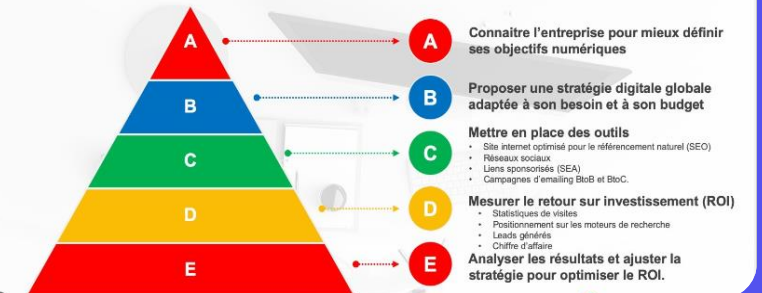 A
A
Connaitre l'entreprise pour mieux définir
ses objectifs numériques
B
B
Proposer une stratégie digitale globale
adaptée à son besoin et à son budget
C
C
Mettre en place des outils
• Site internet optimisé pour le référencement naturel (SEO)
• Réseaux sociaux
• Liens sponsorisés (SEA)
• Campagnes d'emailing BtoB et BtoC.
D
D
Mesurer le retour sur investissement (ROI)
• Statistiques de visites
• Positionnement sur les moteurs de recherche
• Leads générés
• Chiffre d'affaire
E
E
Analyser les résultats et ajuster la
stratégie pour optimiser le ROI.